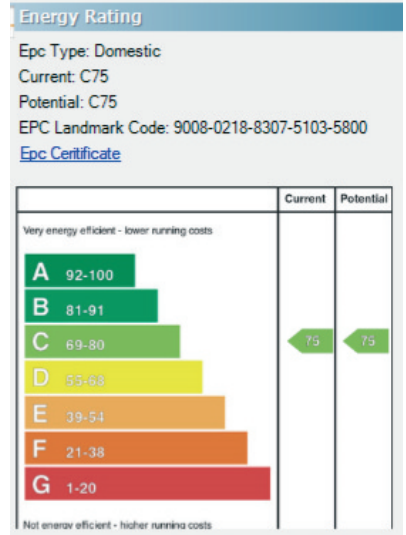 Energy Rating
Epc Type: Domestic
Current: C75
Potential: C75
EPC Landmark Code: 9008-0218-8307-5103-5800
Epc Ceritificate
Current Potential
Very energy efficient - lower running costs
A 92-100
B 81-91
C 69-80 75 75
D 55-68
E 39-54
F 21-38
G 1-20
Not energy efficient - higher running costs